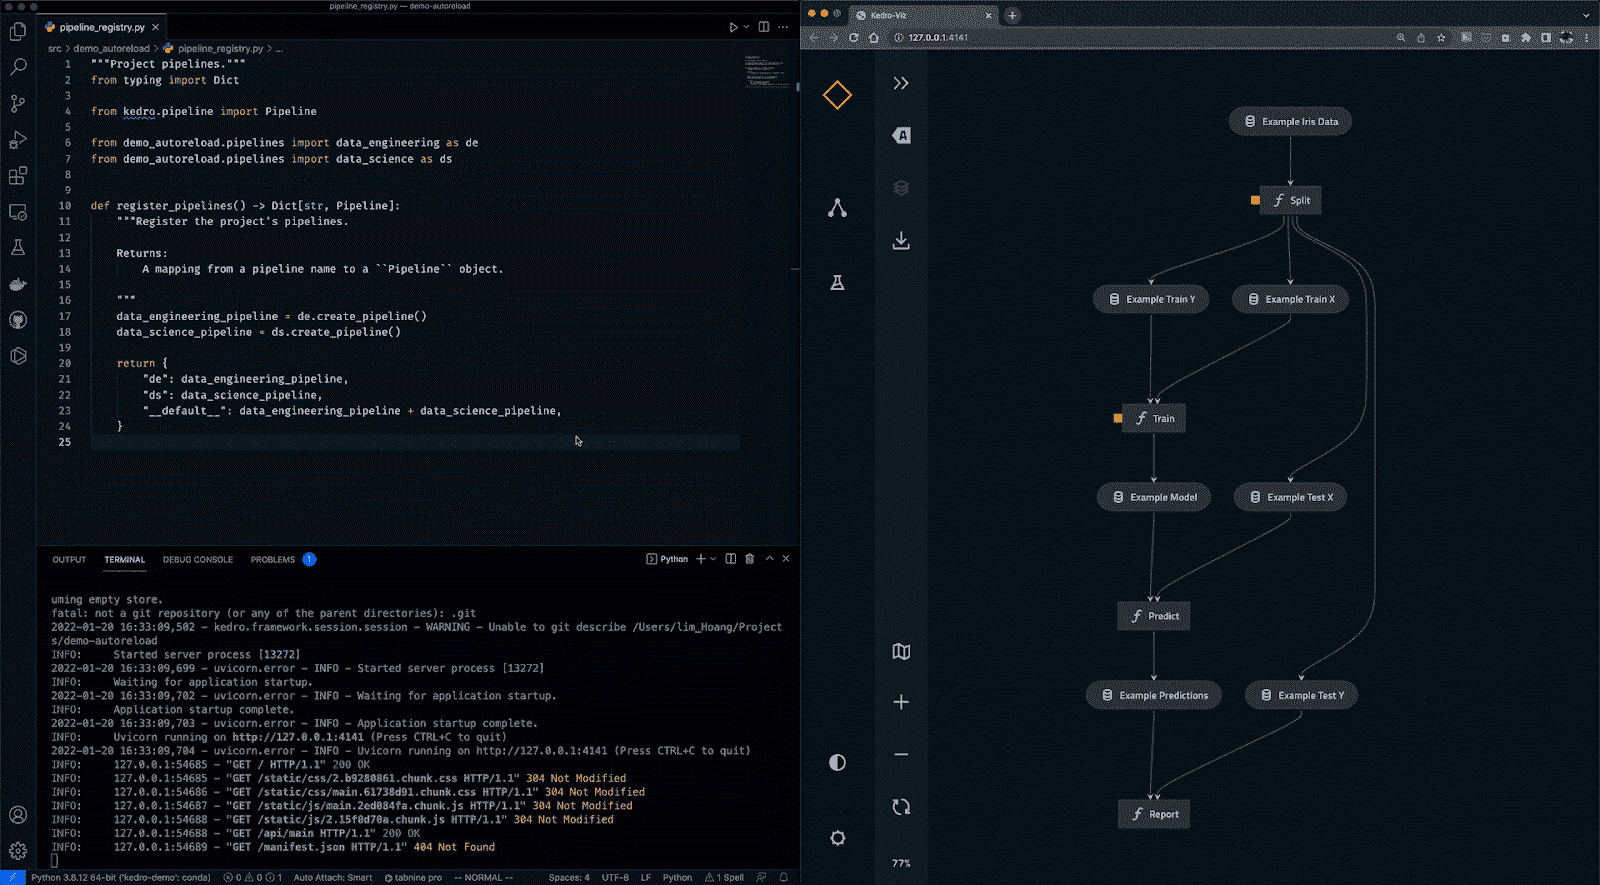 pipeline_registry.py — demo-autoreload
pipeline_registry.py
src > demo_autoreload > pipeline_registry.py > ...
1 """Project pipelines."""
2 from typing import Dict
3
4 from kedro.pipeline import Pipeline
5
6 from demo_autoreload.pipelines import data_engineering as de
7 from demo_autoreload.pipelines import data_science as ds
8
9
10 def register_pipelines() -> Dict[str, Pipeline]:
11 """Register the project's pipelines.
12
13 Returns:
14 A mapping from a pipeline name to a ``Pipeline`` object.
15
16 """
17 data_engineering_pipeline = de.create_pipeline()
18 data_science_pipeline = ds.create_pipeline()
19
20 return {
21 "de": data_engineering_pipeline,
22 "ds": data_science_pipeline,
23 "__default__": data_engineering_pipeline + data_science_pipeline,
24 }
25
OUTPUT TERMINAL DEBUG CONSOLE PROBLEMS 1 Python
uming empty store.
fatal: not a git repository (or any of the parent directories): .git
2022-01-20 16:33:09,502 - kedro.framework.session.session - WARNING - Unable to git describe /Users/lim_Hoang/Project
s/demo-autoreload
INFO: Started server process [13272]
2022-01-20 16:33:09,699 - uvicorn.error - INFO - Started server process [13272]
INFO: Waiting for application startup.
2022-01-20 16:33:09,702 - uvicorn.error - INFO - Waiting for application startup.
INFO: Application startup complete.
2022-01-20 16:33:09,703 - uvicorn.error - INFO - Application startup complete.
INFO: Uvicorn running on http://127.0.0.1:4141 (Press CTRL+C to quit)
2022-01-20 16:33:09,704 - uvicorn.error - INFO - Uvicorn running on http://127.0.0.1:4141 (Press CTRL+C to quit)
INFO: 127.0.0.1:54685 - "GET / HTTP/1.1" 200 OK
INFO: 127.0.0.1:54685 - "GET /static/css/2.b9280861.chunk.css HTTP/1.1" 304 Not Modified
INFO: 127.0.0.1:54686 - "GET /static/css/main.61738d91.chunk.css HTTP/1.1" 304 Not Modified
INFO: 127.0.0.1:54687 - "GET /static/js/main.2ed084fa.chunk.js HTTP/1.1" 304 Not Modified
INFO: 127.0.0.1:54688 - "GET /static/js/2.15f0d70a.chunk.js HTTP/1.1" 304 Not Modified
INFO: 127.0.0.1:54688 - "GET /api/main HTTP/1.1" 200 OK
INFO: 127.0.0.1:54689 - "GET /manifest.json HTTP/1.1" 404 Not Found
Python 3.8.12 64-bit ('kedro-demo': conda) 0 0 1 Auto Attach: Smart tabnine pro -- NORMAL -- Spaces: 4 UTF-8 LF Python 1 Spell
Kedro-Viz
127.0.0.1:4141
A
Example Iris Data
Split
Example Train Y
Example Train X
Train
Example Model
Example Test X
Predict
Example Predictions
Example Test Y
Report
77%